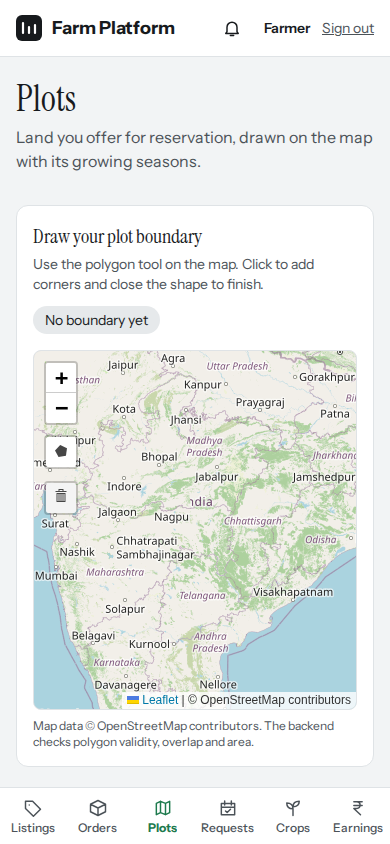 Farm Platform
Farmer
Sign out
Plots
Land you offer for reservation, drawn on the map
with its growing seasons.
Draw your plot boundary
Use the polygon tool on the map. Click to add
corners and close the shape to finish.
No boundary yet
+
−
Agra
Jaipur
Uttar Pradesh
Gorakhpur
Kanpur
Kota
Prayagraj
Jhansi
Patna
Madhya
Pradesh
Bhopal
Jharkhand
Jabalpur
Jamshedpur
Indore
Jalgaon
Nagpu
Chhattisgarh
Surat
Odisha
Nashik
Chhatrapati
Sambhajinagar
Mumbai
Maharashtra
Telangana
Visakhapatnam
Solapur
Belagavi
Kurnool
Andhra
Pradesh
Karnataka
Davanagere
Nellore
Leaflet | © OpenStreetMap contributors
Map data © OpenStreetMap contributors. The backend
checks polygon validity, overlap and area.
Listings
Orders
Plots
Requests
Crops
Earnings